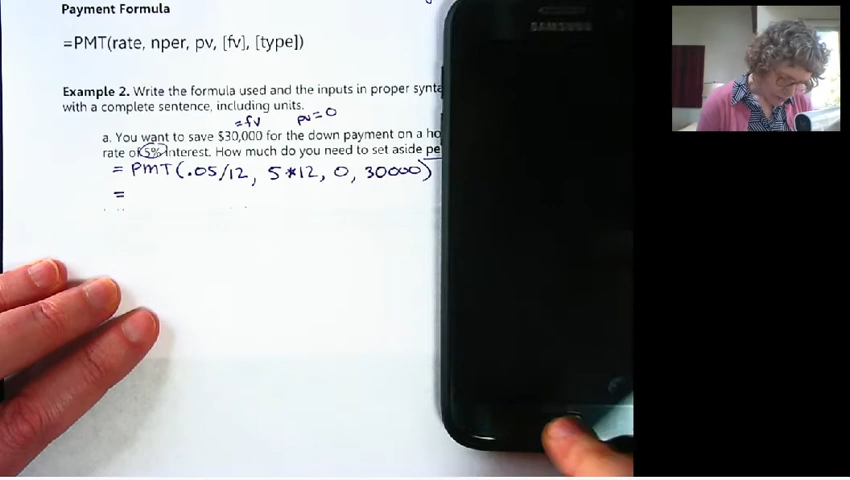 Payment Formula
SAMSUNG
=PMT(rate, nper, pv, [fv], [type])
Example 2. Write the formula used and the inputs in proper synta
with a complete sentence, including units.
=fv pv=0
a. You want to save $30,000 for the down payment on a ho
rate of 5% interest. How much do you need to set aside pe
= PMT(.05/12, 5*12, 0, 30000)
=